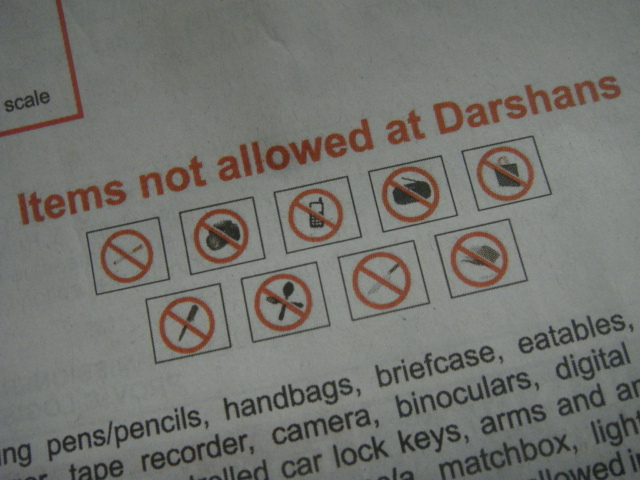 scale
Items not allowed at Darshans
pens/pencils, handbags, briefcase, eatables,
tape recorder, camera, binoculars, digital
car lock keys, arms and
matchbox,